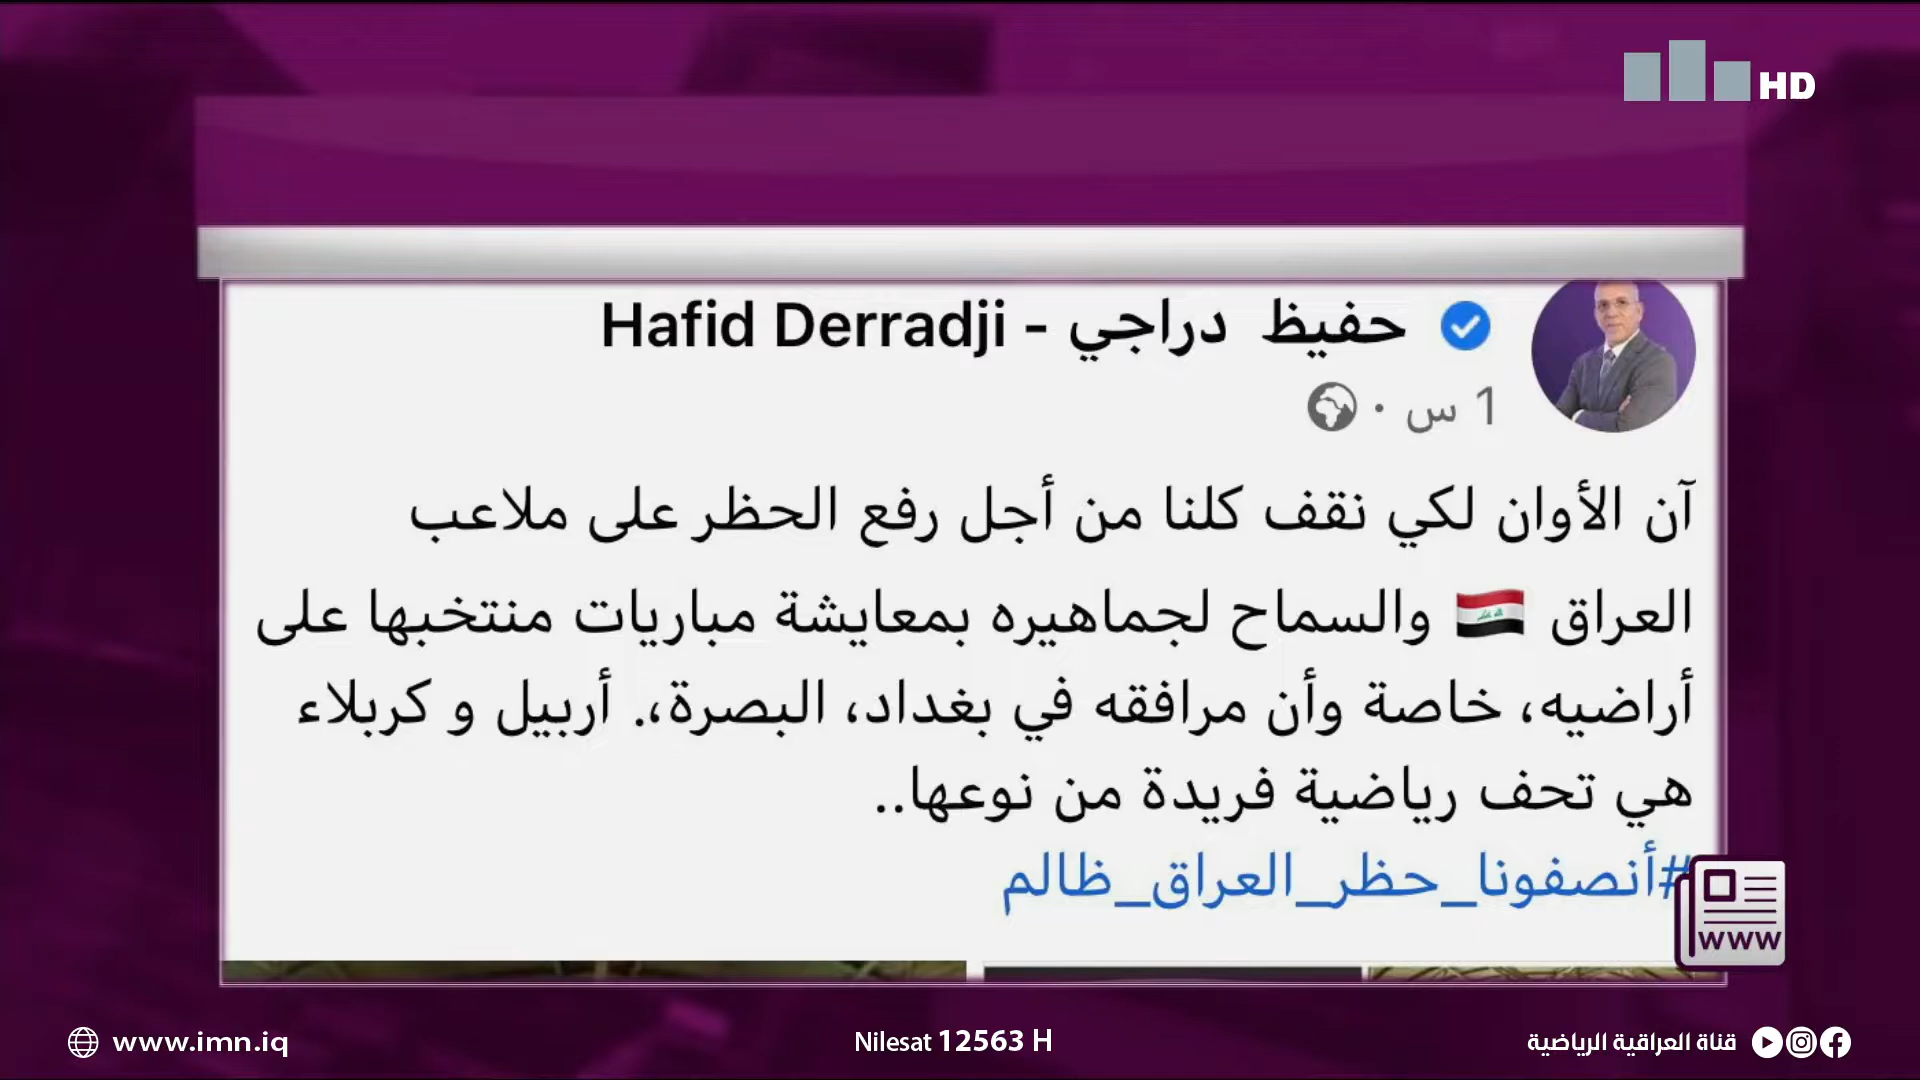 HD
حفيظ دراجي - Hafid Derradji
1 س ·
آن الأوان لكي نقف كلنا من أجل رفع الحظر على ملاعب
العراق 🇮🇶 والسماح لجماهيره بمعايشة مباريات منتخبها على
أراضيه، خاصة وأن مرافقه في بغداد، البصرة،. أربيل و كربلاء
هي تحف رياضية فريدة من نوعها..
#أنصفونا_حظر_العراق_ظالم
www
www.imn.iq
Nilesat 12563 H
قناة العراقية الرياضية